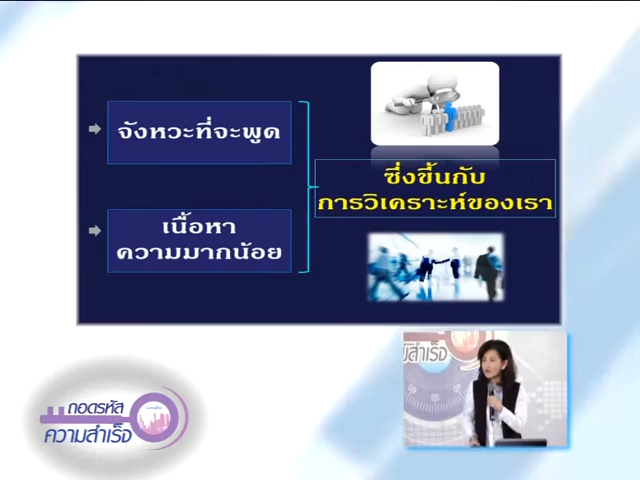 จังหวะที่จะพูด
เนื้อหา
ความมากน้อย
ซึ่งขึ้นกับ
การวิเคราะห์ของเรา
ถอดรหัส
ความสำเร็จ